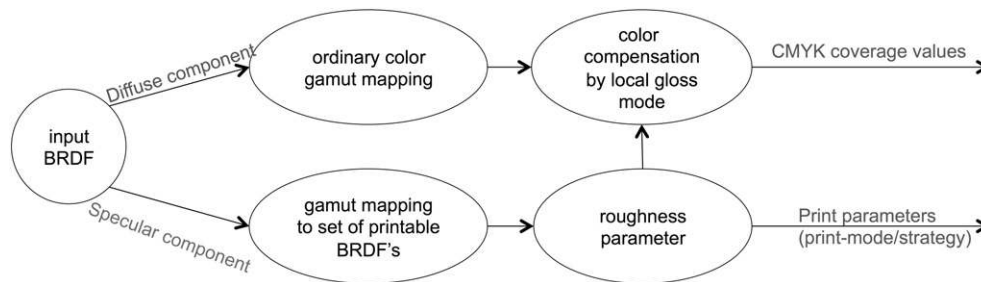 Diffuse component
ordinary color
gamut mapping
color
compensation
by local gloss
mode
CMYK coverage values
input
BRDF
Specular component
gamut mapping
to set of printable
BRDF's
roughness
parameter
Print parameters
(print-mode/strategy)